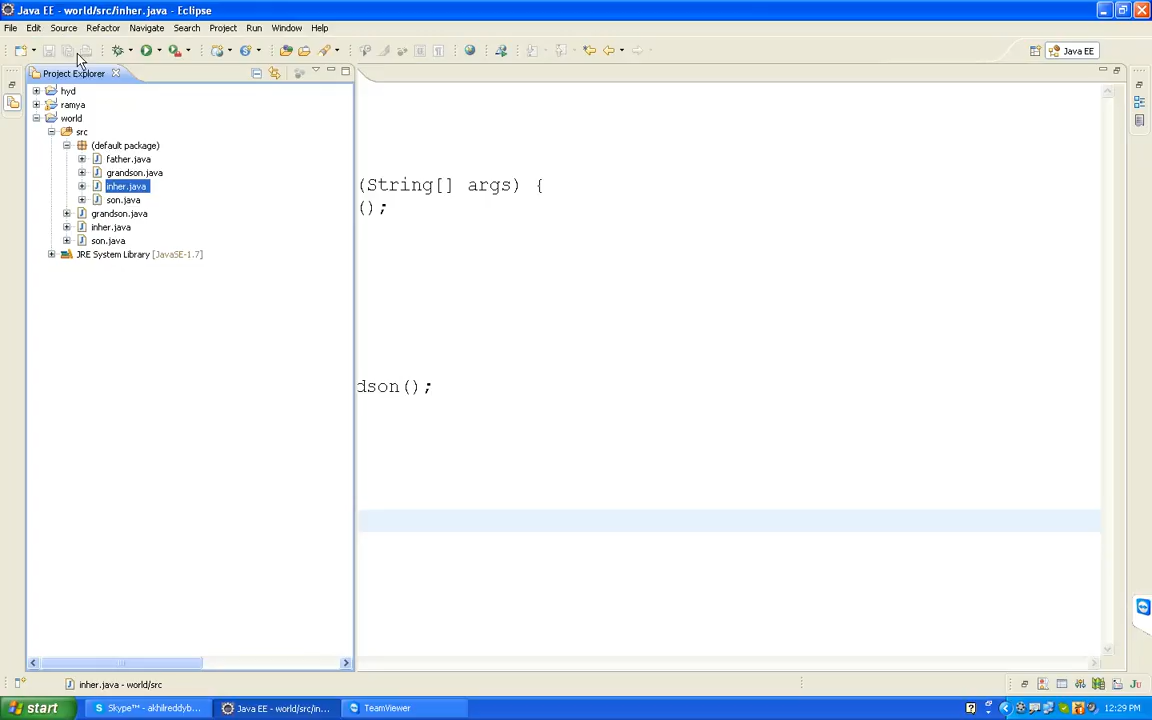 Java EE - world/src/inher.java - Eclipse
File Edit Source Refactor Navigate Search Project Run Window Help
Java EE
Project Explorer
hyd
ramya
world
src
(default package)
father.java
grandson.java
inher.java
son.java
grandson.java
inher.java
son.java
JRE System Library [JavaSE-1.7]
(String[] args) {
();
dson();
inher.java - world/src
start
Skype™ - akhilreddyb...
Java EE - world/src/in...
TeamViewer
12:29 PM